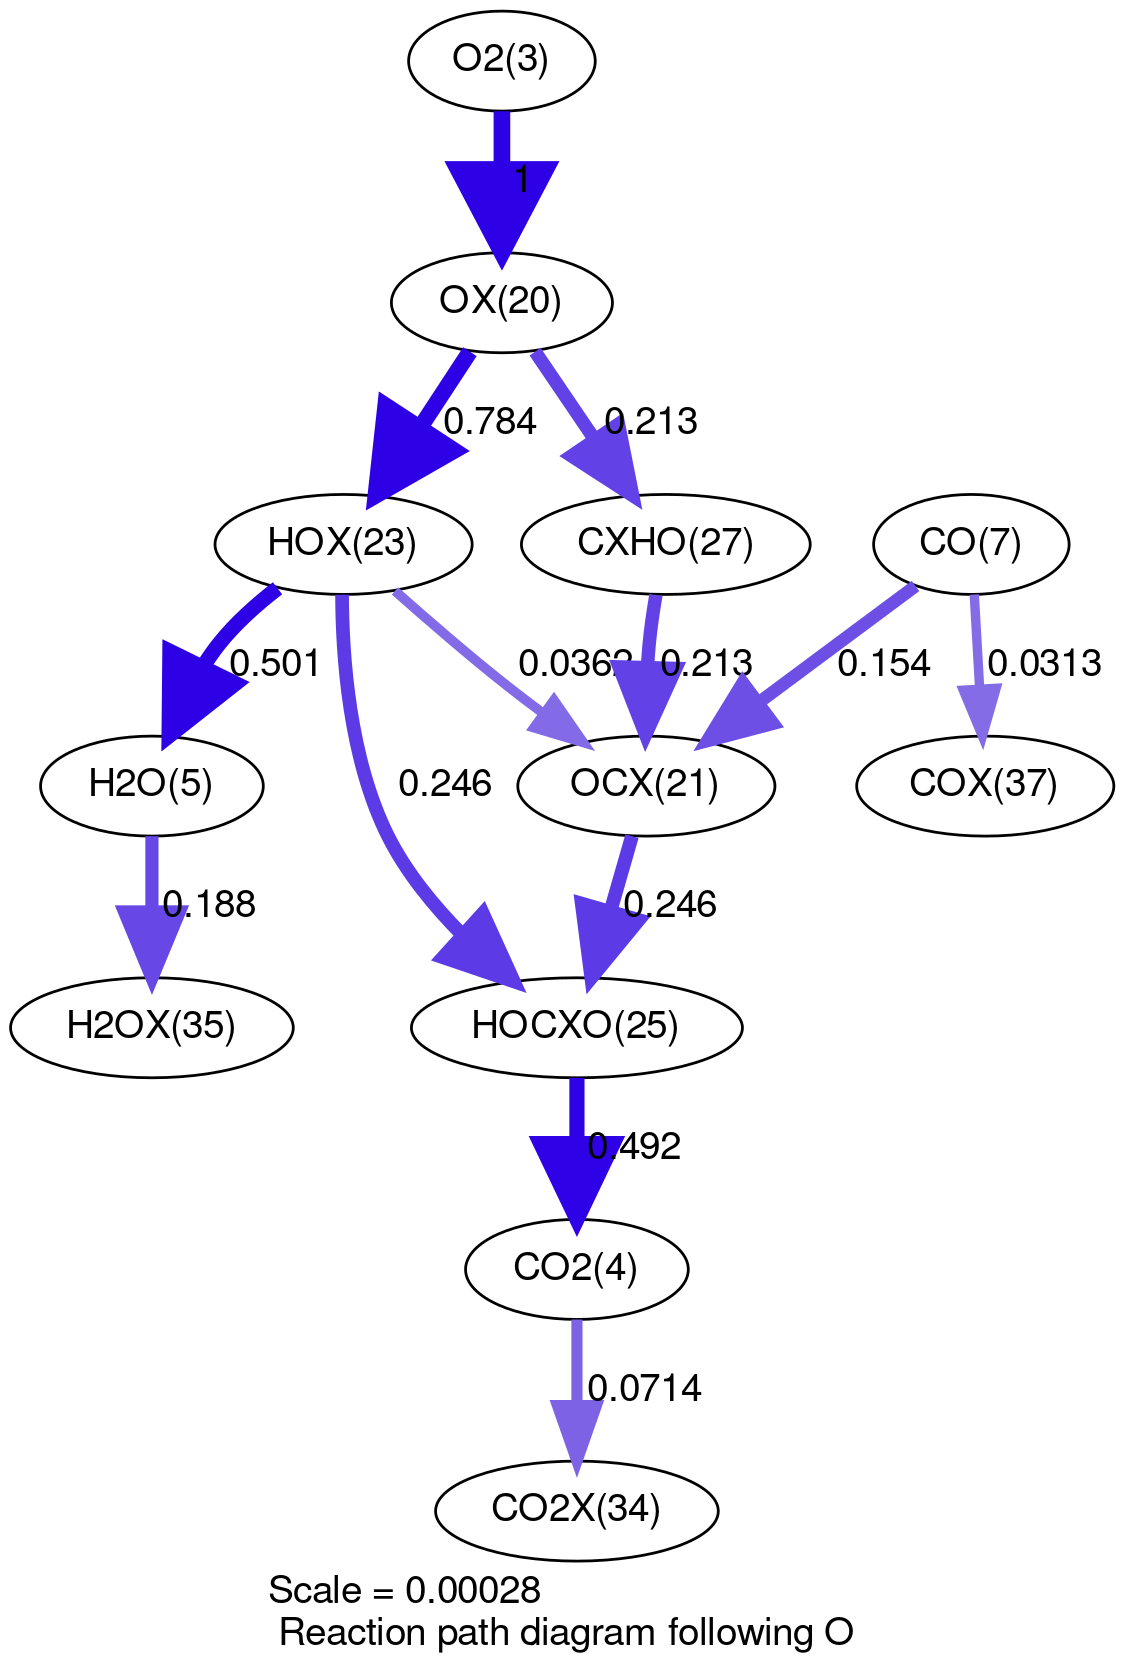 O2(3)
1
OX(20)
0.784
0.213
HOX(23)
CXHO(27)
CO(7)
0.501
0.0362
0.213
0.154
0.0313
H2O(5)
0.246
OCX(21)
COX(37)
0.188
0.246
H2OX(35)
HOCXO(25)
0.492
CO2(4)
0.0714
CO2X(34)
Scale = 0.00028
Reaction path diagram following O